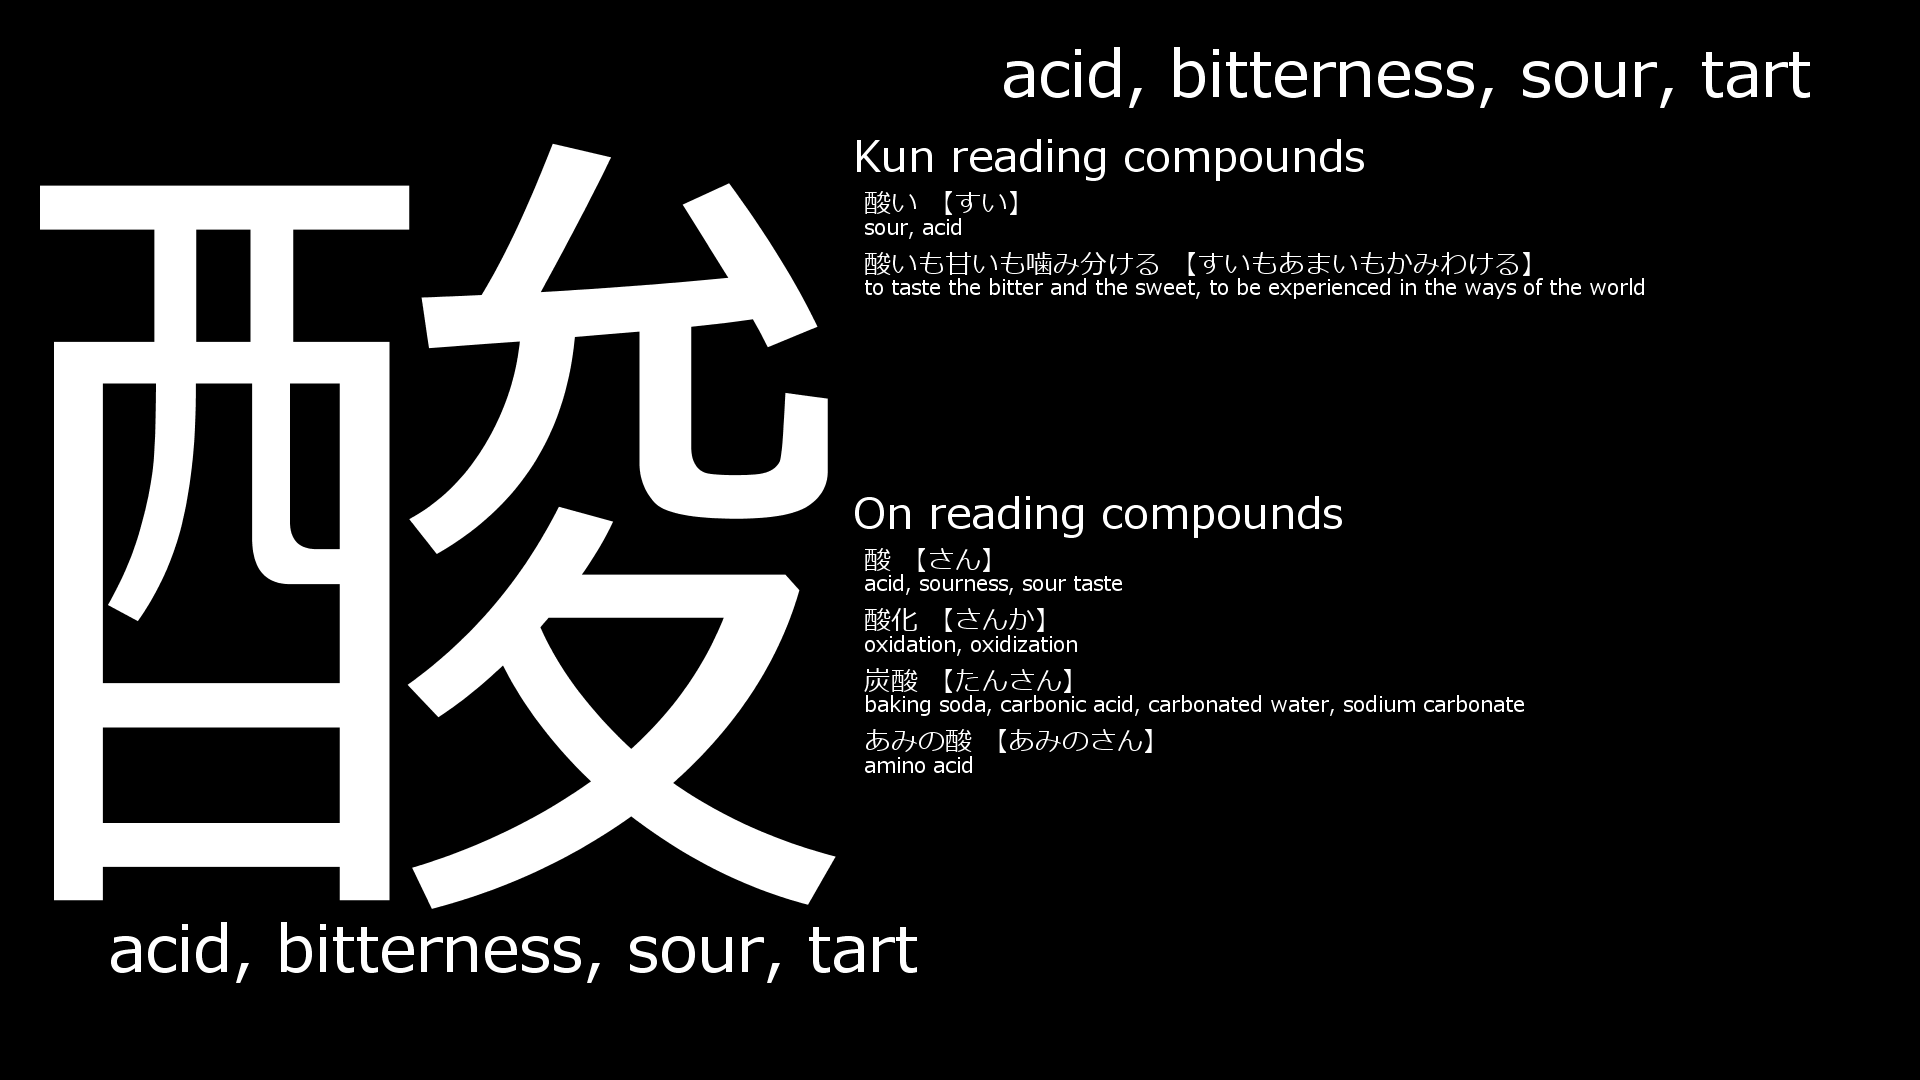 酸
acid, bitterness, sour, tart
acid, bitterness, sour, tart
Kun reading compounds
酸い 【すい】
sour, acid
酸いも甘いも噛み分ける 【すいもあまいもかみわける】
to taste the bitter and the sweet, to be experienced in the ways of the world
On reading compounds
酸 【さん】
acid, sourness, sour taste
酸化 【さんか】
oxidation, oxidization
炭酸 【たんさん】
baking soda, carbonic acid, carbonated water, sodium carbonate
あみの酸 【あみのさん】
amino acid